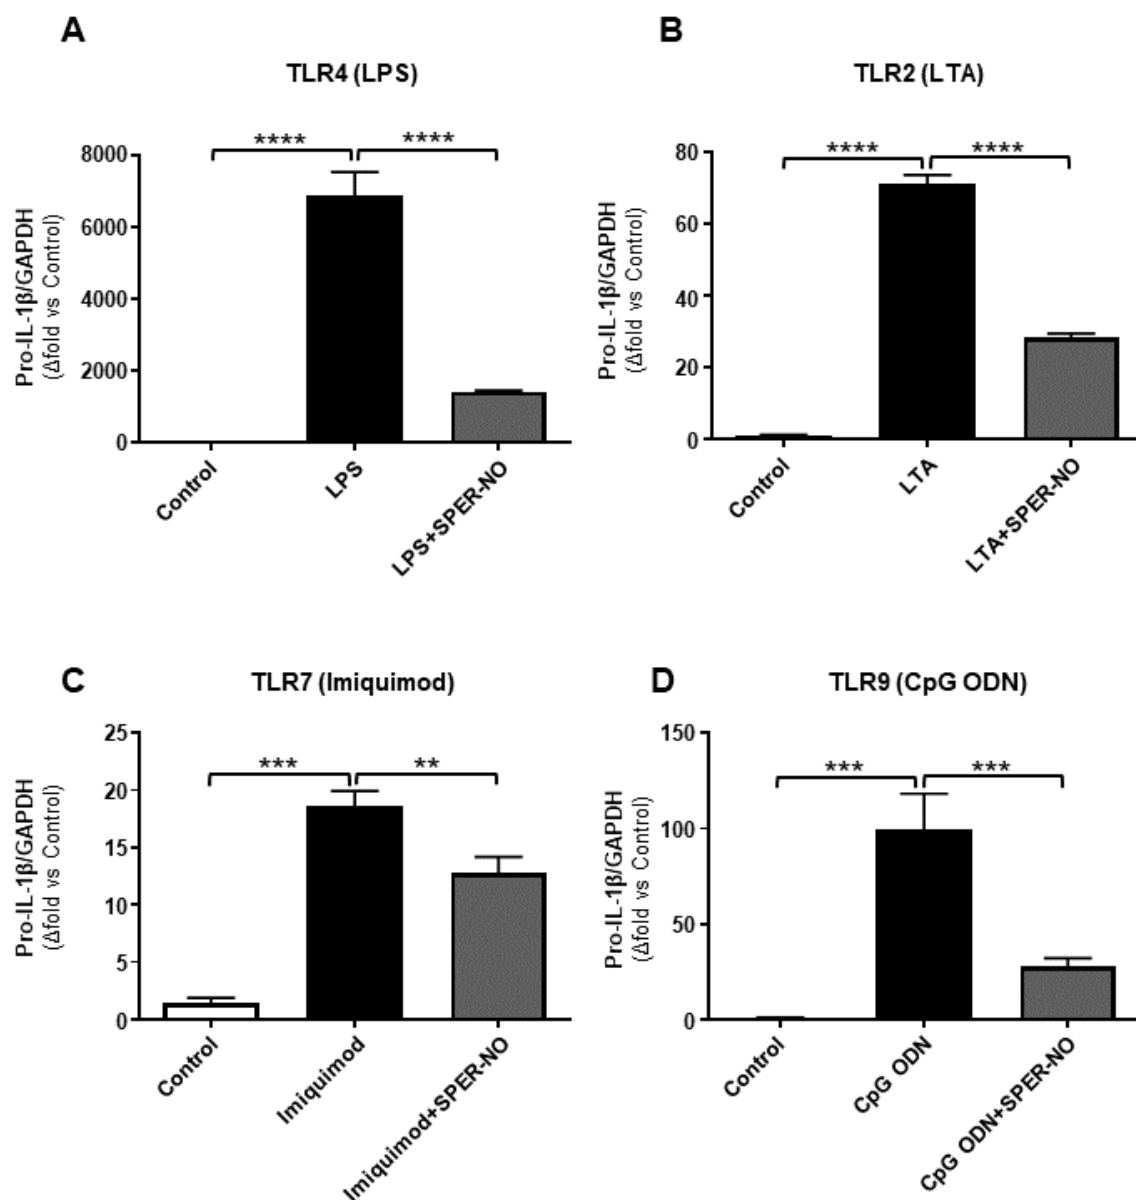 A
TLR4 (LPS)
Pro-IL-1β/GAPDH
(Δfold vs Control)
8000
6000
4000
2000
0
****
****
Control
LPS
LPS+SPER-NO
B
TLR2 (LTA)
Pro-IL-1β/GAPDH
(Δfold vs Control)
80
60
40
20
0
****
****
Control
LTA
LTA+SPER-NO
C
TLR7 (Imiquimod)
Pro-IL-1β/GAPDH
(Δfold vs Control)
25
20
15
10
5
0
***
**
Control
Imiquimod
Imiquimod+SPER-NO
D
TLR9 (CpG ODN)
Pro-IL-1β/GAPDH
(Δfold vs Control)
150
100
50
0
***
***
Control
CpG ODN
CpG ODN+SPER-NO